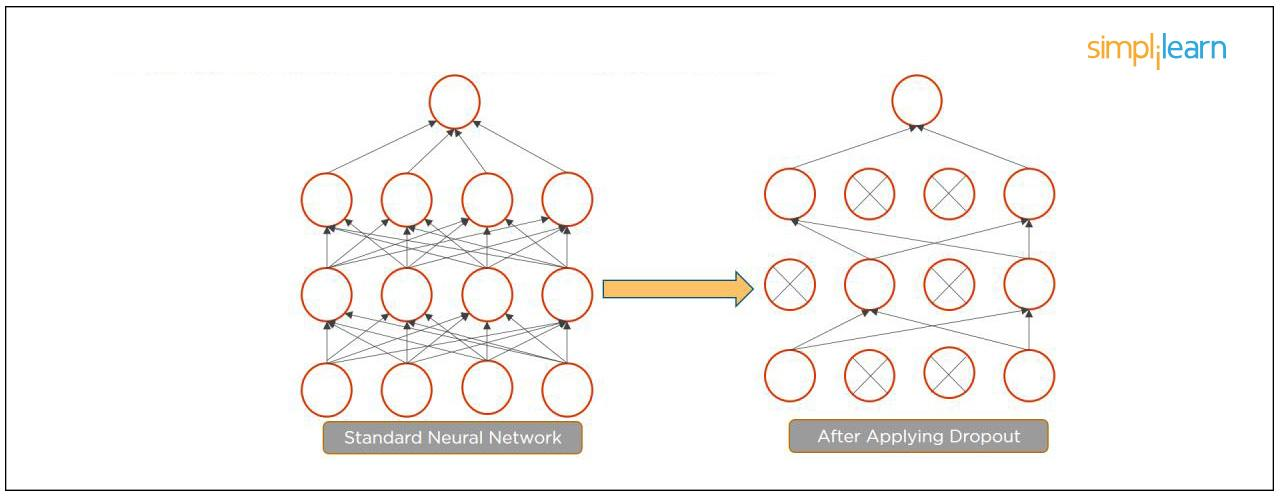 simplilearn
Standard Neural Network
After Applying Dropout